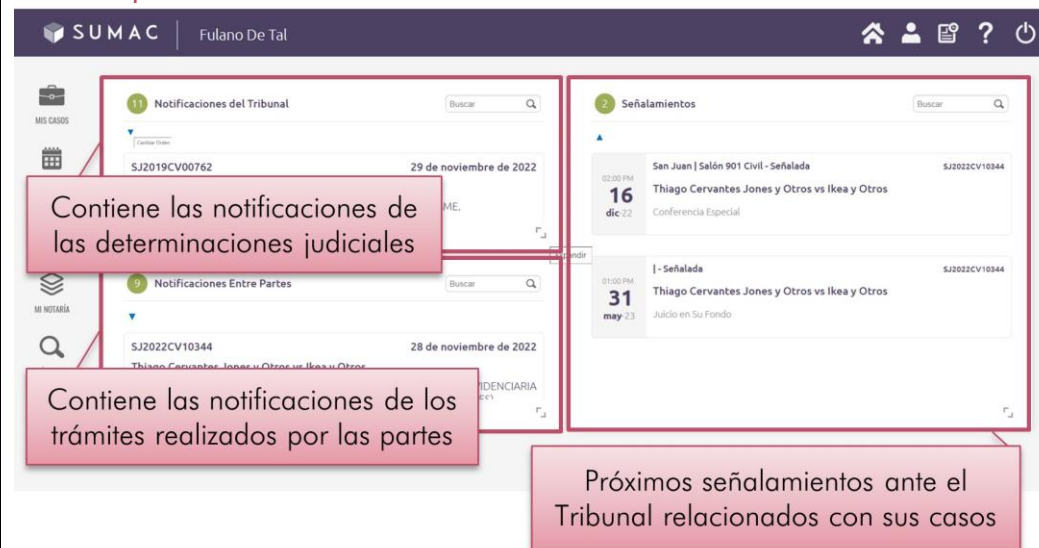 SUMAC
Fulano De Tal
?
MIS CASOS
11 Notificaciones del Tribunal
Buscar
Cambiar Orden
SJ2019CV00762 29 de noviembre de 2022
ME.
Contiene las notificaciones de
las determinaciones judiciales
MI NOTARÍA
9 Notificaciones Entre Partes
Buscar
SJ2022CV10344 28 de noviembre de 2022
Thiago Cervantes Jones y Otros vs Ikea y Otros
IDENCIARIA
Contiene las notificaciones de los
trámites realizados por las partes
2 Señalamientos
Buscar
San Juan | Salón 901 Civil - Señalada SJ2022CV10344
02:00 PM
16
dic-22
Thiago Cervantes Jones y Otros vs Ikea y Otros
Conferencia Especial
| - Señalada SJ2022CV10344
01:00 PM
31
may-23
Thiago Cervantes Jones y Otros vs Ikea y Otros
Juicio en Su Fondo
Próximos señalamientos ante el
Tribunal relacionados con sus casos